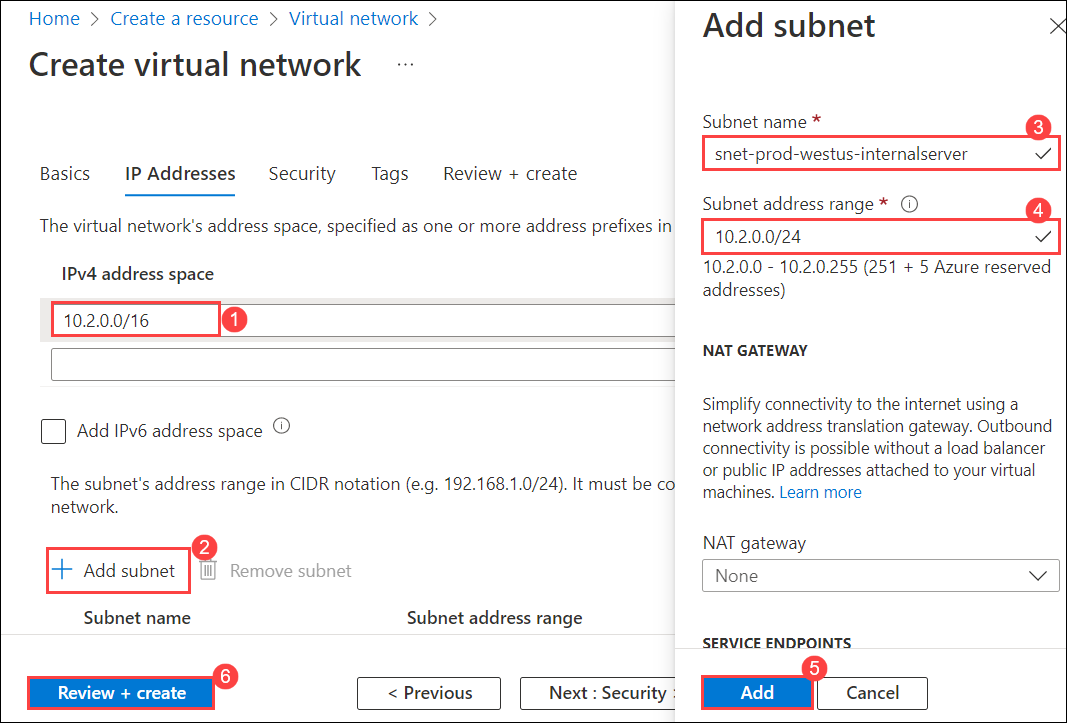 Home > Create a resource > Virtual network >
Create virtual network ...
Basics IP Addresses Security Tags Review + create
The virtual network's address space, specified as one or more address prefixes in
IPv4 address space
10.2.0.0/16 1
Add IPv6 address space
The subnet's address range in CIDR notation (e.g. 192.168.1.0/24). It must be co
network.
2
+ Add subnet Remove subnet
Subnet name Subnet address range
6
Review + create < Previous Next : Security >
Add subnet
Subnet name *
3
snet-prod-westus-internalserver
Subnet address range *
4
10.2.0.0/24
10.2.0.0 - 10.2.0.255 (251 + 5 Azure reserved
addresses)
NAT GATEWAY
Simplify connectivity to the internet using a
network address translation gateway. Outbound
connectivity is possible without a load balancer
or public IP addresses attached to your virtual
machines. Learn more
NAT gateway
None
SERVICE ENDPOINTS
5
Add Cancel